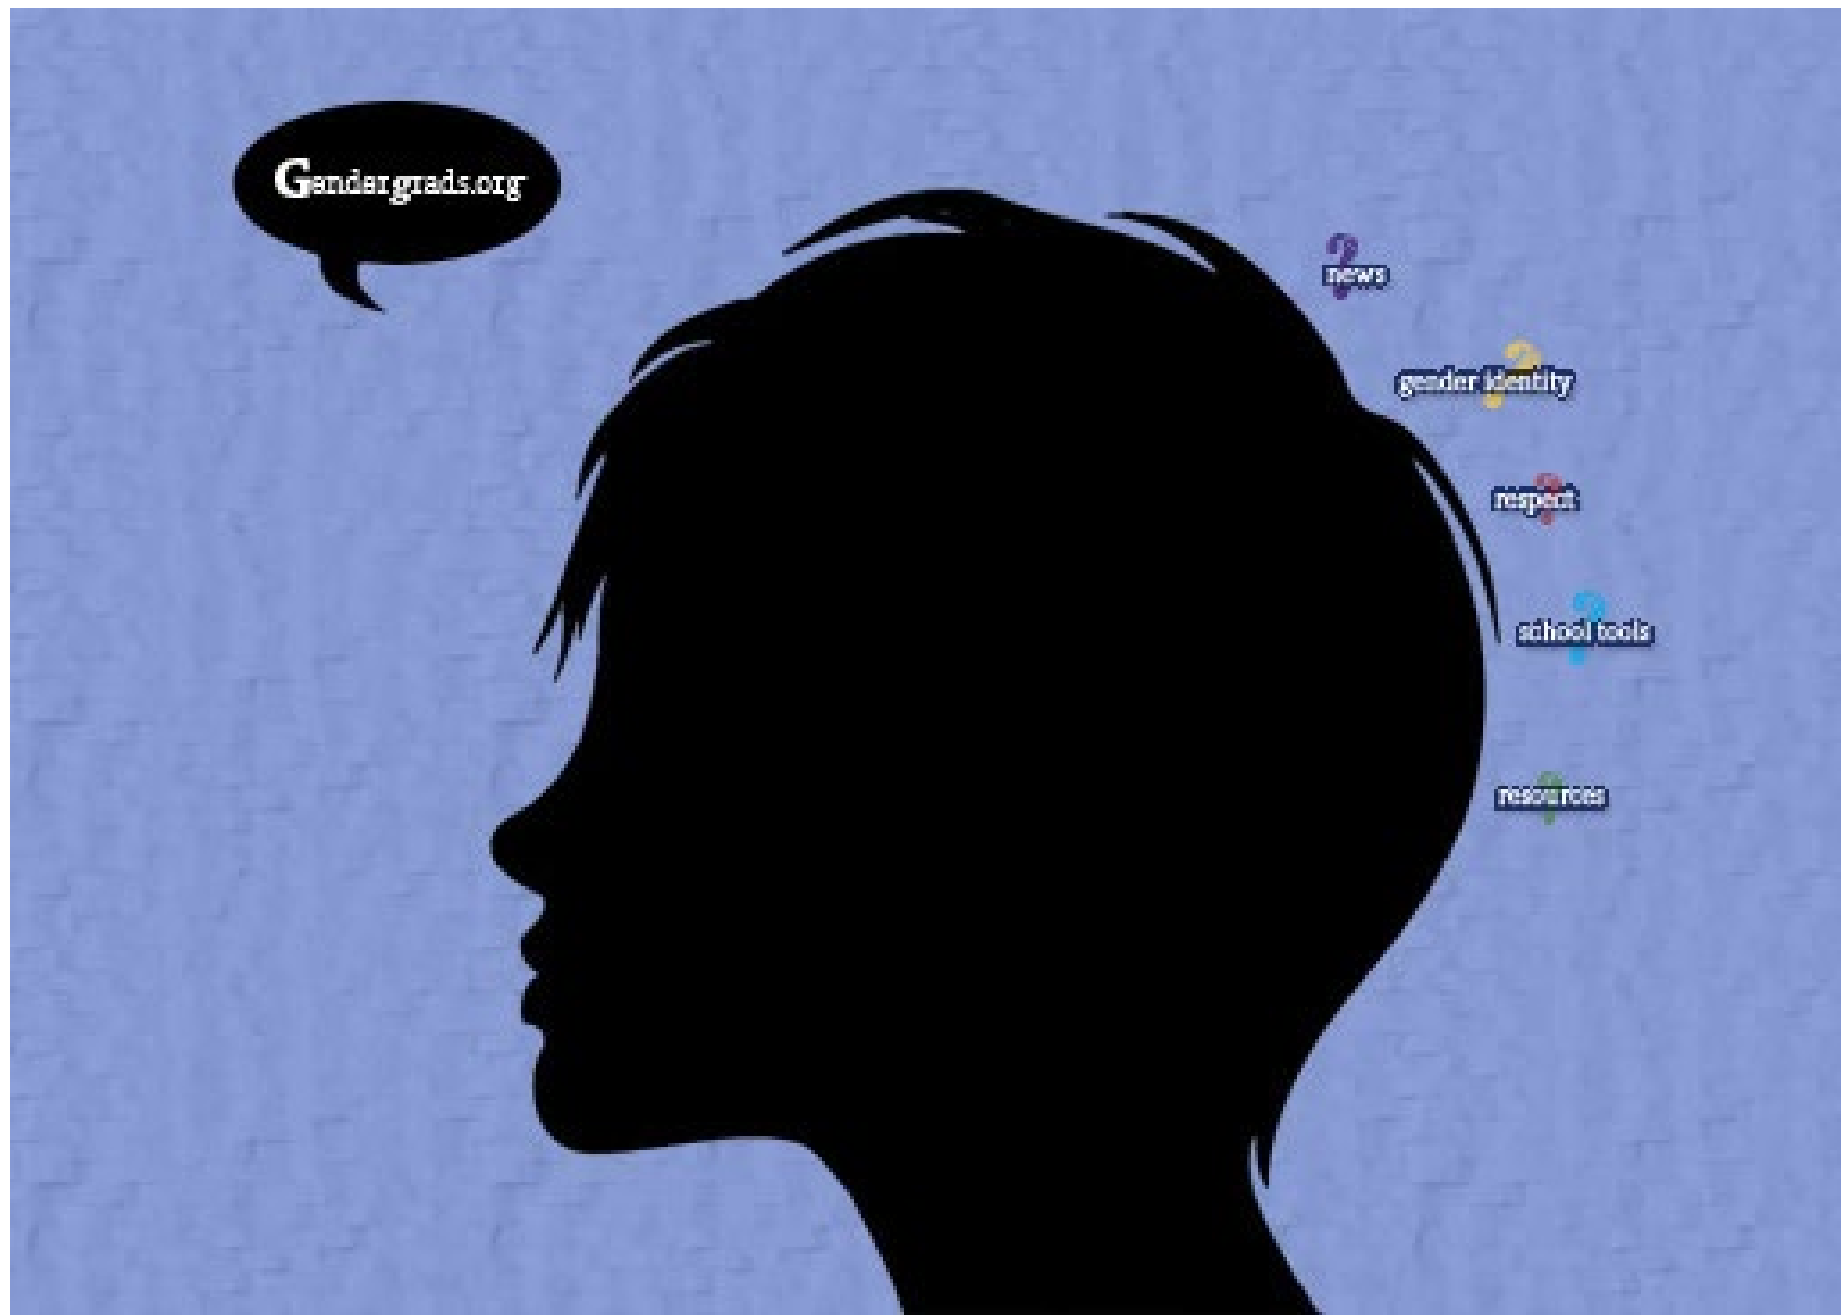 Gendergrads.org
news
gender identity
respect
school tools
resources